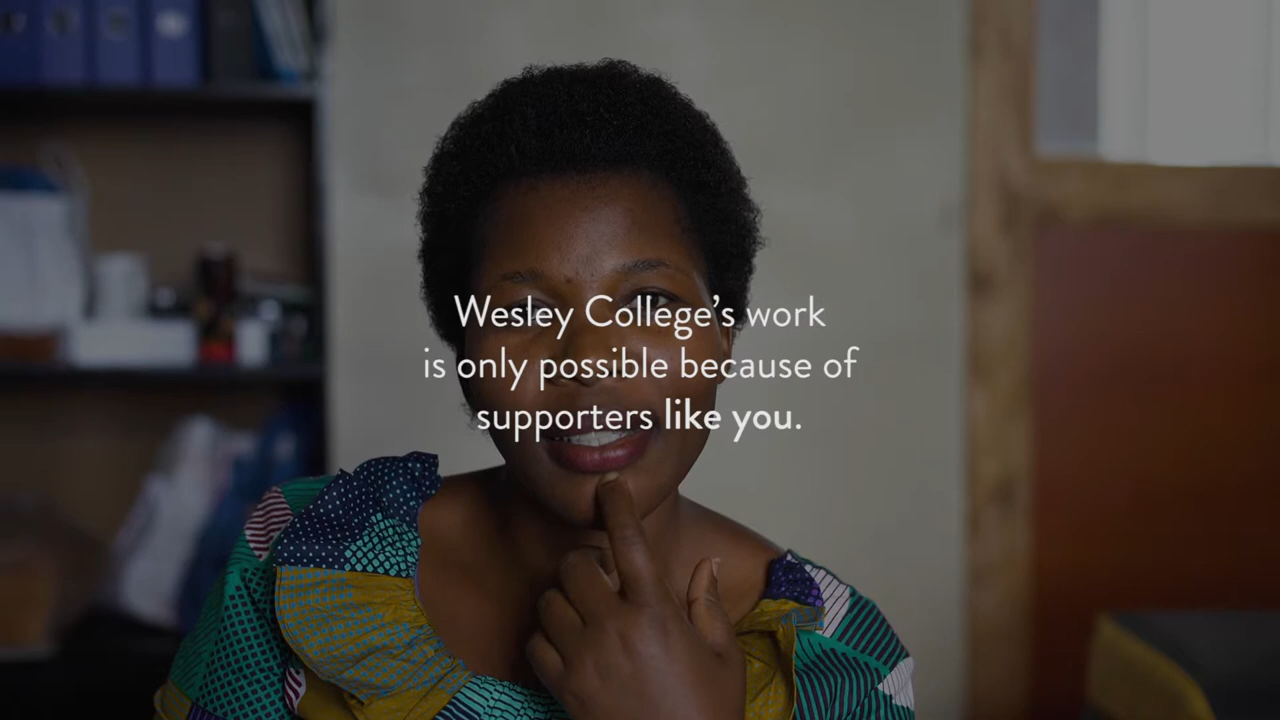 Wesley College’s work
is only possible because of
supporters like you.